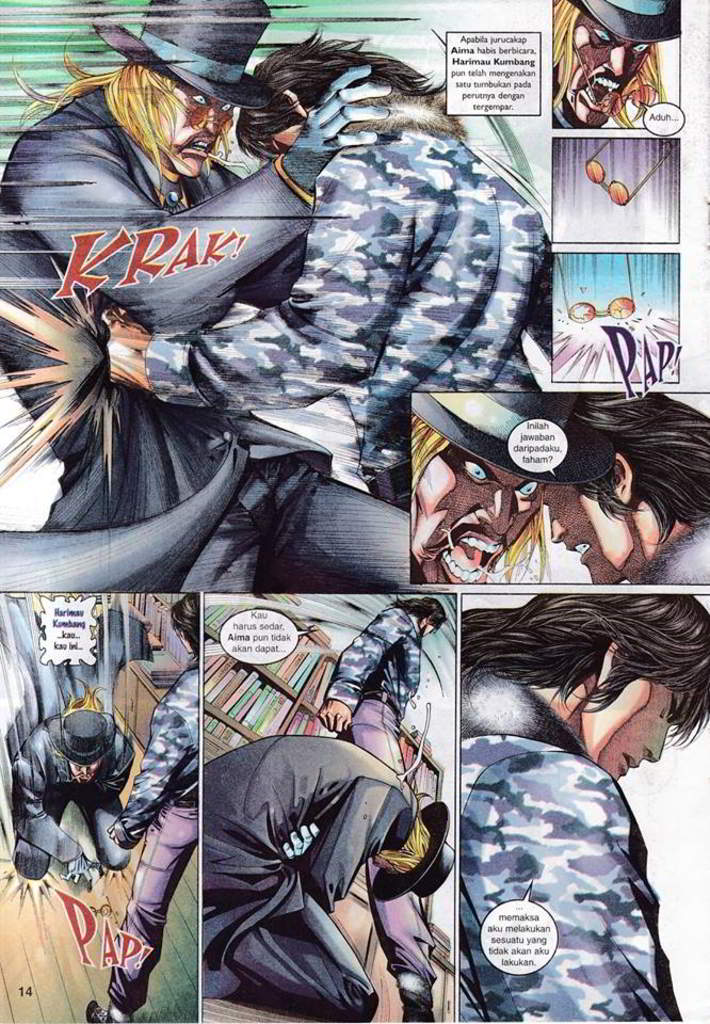 Apabila jurucakap
Aima habis berbicara,
Harimau Kumbang
pun telah mengenakan
satu tumbukan pada
perutnya dengan
tergempar.
Aduh...
KRAK!
PAP!
Inilah
jawaban
daripadaku,
faham?
Harimau
Kumbang
...kau...
kau ini...
PAP!
Kau
harus sedar,
Aima pun tidak
akan dapat...
...
memaksa
aku melakukan
sesuatu yang
tidak akan aku
lakukan.
14